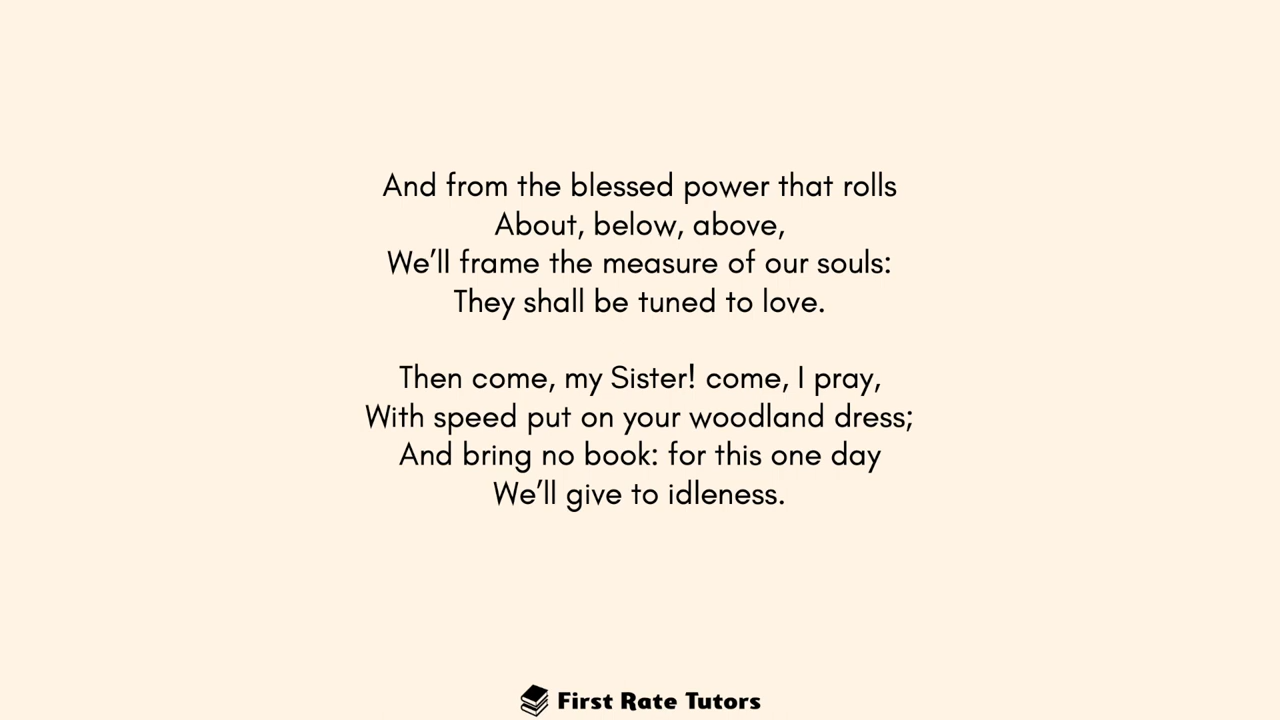 And from the blessed power that rolls
About, below, above,
We’ll frame the measure of our souls:
They shall be tuned to love.
Then come, my Sister! come, I pray,
With speed put on your woodland dress;
And bring no book: for this one day
We’ll give to idleness.
First Rate Tutors